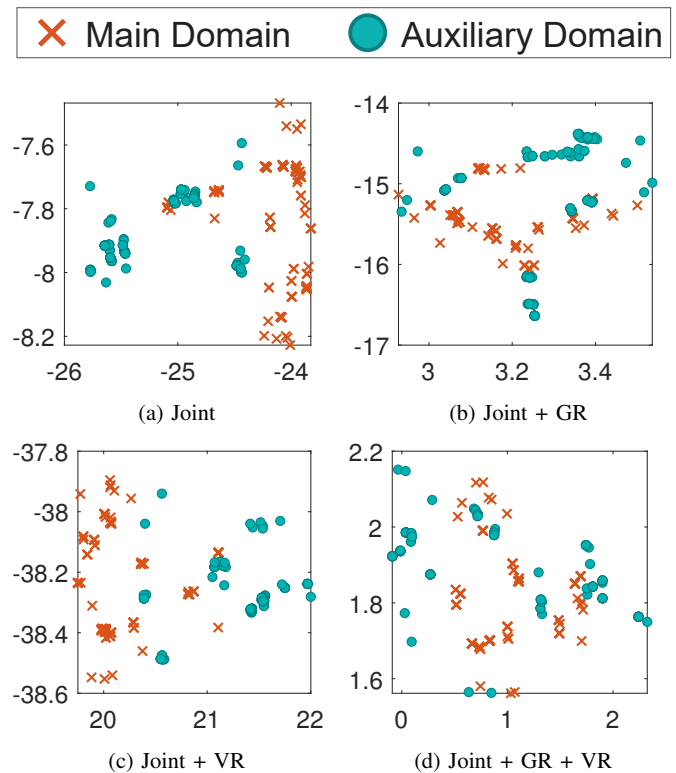 Main Domain Auxiliary Domain
-7.6
-7.8
-8
-8.2
-26 -25 -24
(a) Joint
-14
-15
-16
-17
3 3.2 3.4
(b) Joint + GR
-37.8
-38
-38.2
-38.4
-38.6
20 21 22
(c) Joint + VR
2.2
2
1.8
1.6
0 1 2
(d) Joint + GR + VR